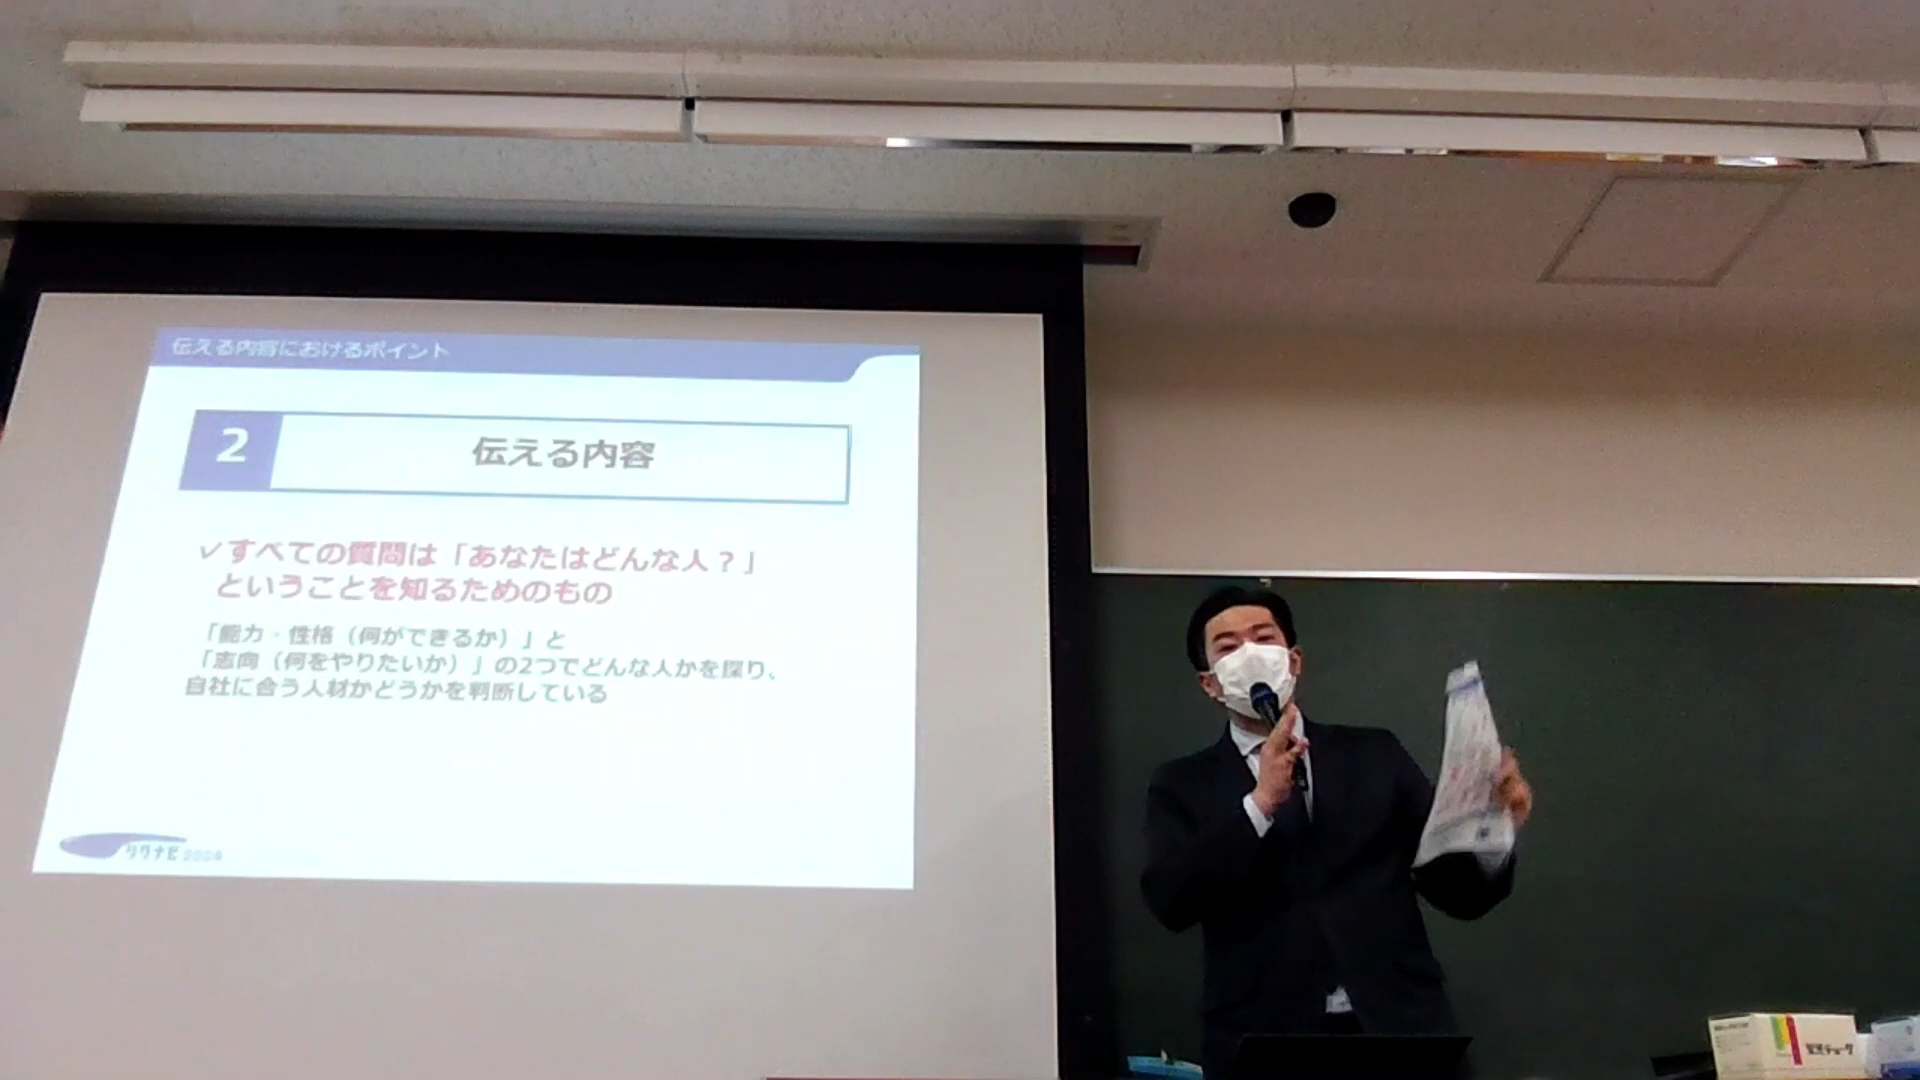 伝える内容におけるポイント
2
伝える内容
✓すべての質問は「あなたはどんな人？」
ということを知るためのもの
「能力・性格（何ができるか）」と
「志向（何をやりたいか）」の2つでどんな人かを探り、
自社に合う人材かどうかを判断している
リクナビ